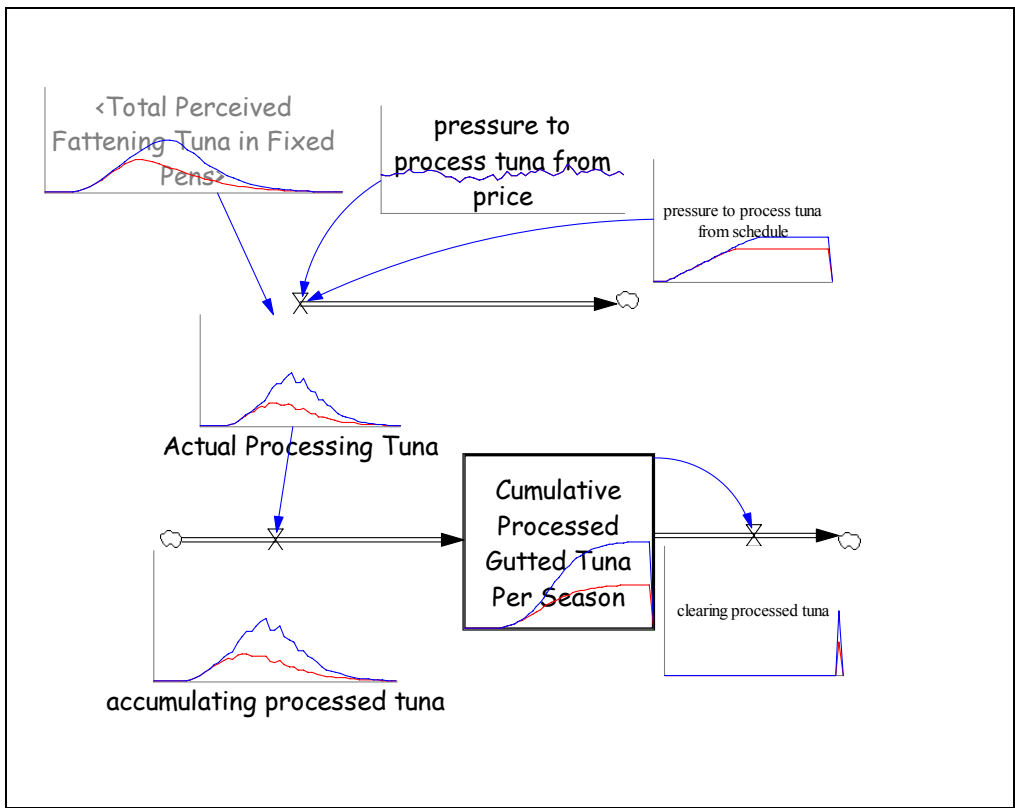 <Total Perceived
Fattening Tuna in Fixed
Pens>
pressure to
process tuna from
price
pressure to process tuna
from schedule
Actual Processing Tuna
Cumulative
Processed
Gutted Tuna
Per Season
clearing processed tuna
accumulating processed tuna